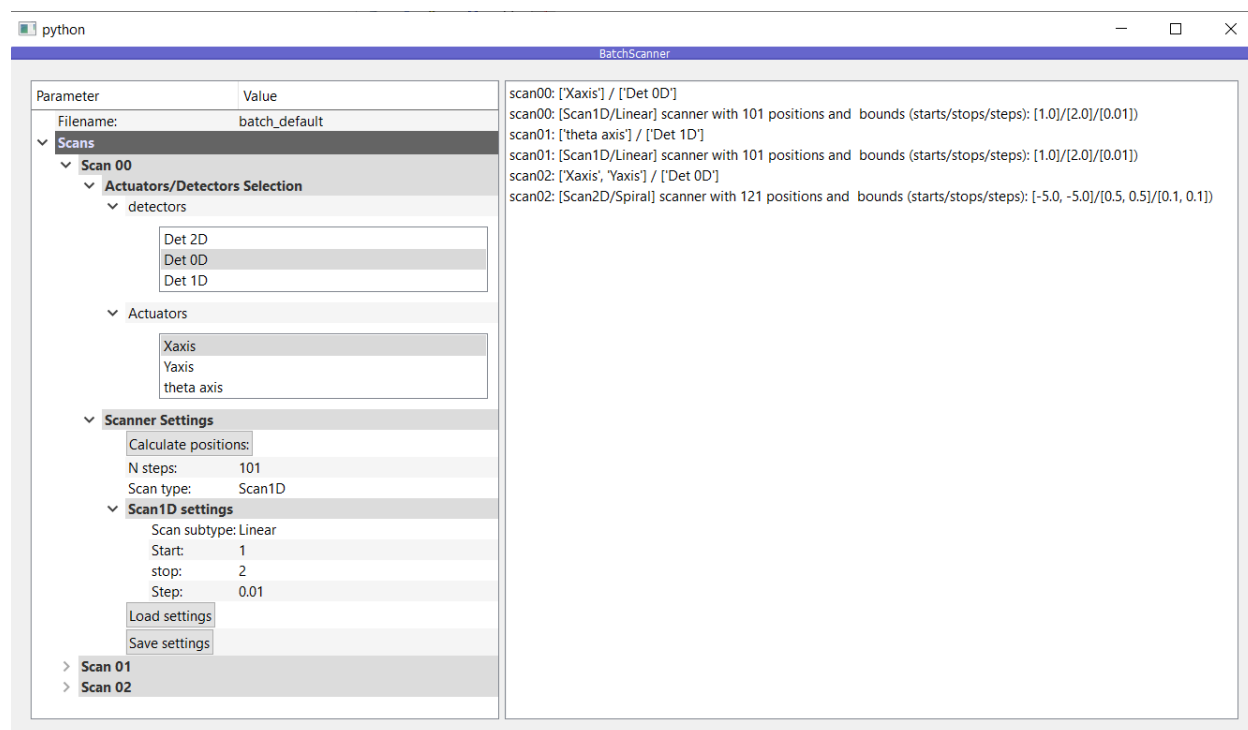 python
BatchScanner
Parameter Value
Filename: batch_default
Scans
Scan 00
Actuators/Detectors Selection
detectors
Det 2D
Det 0D
Det 1D
Actuators
Xaxis
Yaxis
theta axis
Scanner Settings
Calculate positions:
N steps: 101
Scan type: Scan1D
Scan1D settings
Scan subtype: Linear
Start: 1
stop: 2
Step: 0.01
Load settings
Save settings
Scan 01
Scan 02
scan00: ['Xaxis'] / ['Det 0D']
scan00: [Scan1D/Linear] scanner with 101 positions and  bounds (starts/stops/steps): [1.0]/[2.0]/[0.01])
scan01: ['theta axis'] / ['Det 1D']
scan01: [Scan1D/Linear] scanner with 101 positions and  bounds (starts/stops/steps): [1.0]/[2.0]/[0.01])
scan02: ['Xaxis', 'Yaxis'] / ['Det 0D']
scan02: [Scan2D/Spiral] scanner with 121 positions and  bounds (starts/stops/steps): [-5.0, -5.0]/[0.5, 0.5]/[0.1, 0.1])